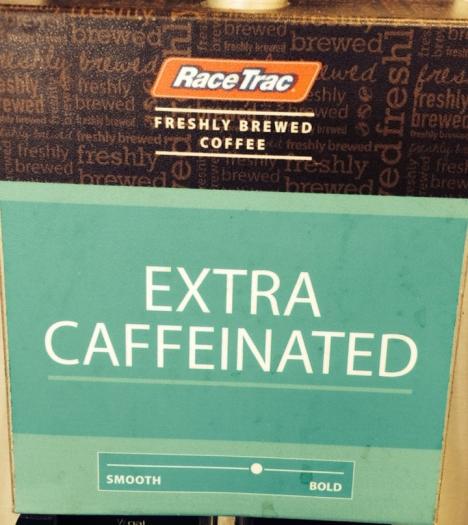 RaceTrac
FRESHLY BREWED
COFFEE
EXTRA
CAFFEINATED
SMOOTH
BOLD